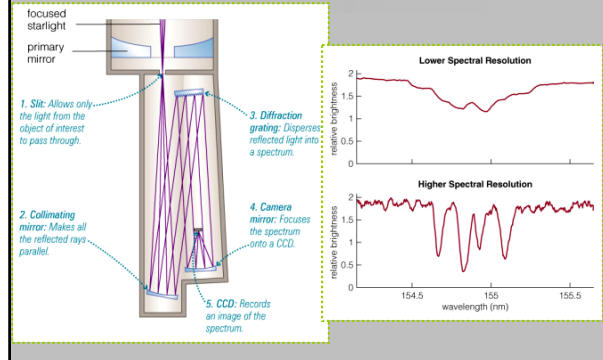 focused
starlight
primary
mirror
1. Slit: Allows only
the light from the
object of interest
to pass through.
3. Diffraction
grating: Disperses
reflected light into
a spectrum.
2. Collimating
mirror: Makes all
the reflected rays
parallel.
4. Camera
mirror: Focuses
the spectrum
onto a CCD.
5. CCD: Records
an image of the
spectrum.
Lower Spectral Resolution
relative brightness
2
1.5
1
0.5
0
Higher Spectral Resolution
relative brightness
2
1.5
1
0.5
0
154.5
155
155.5
wavelength (nm)